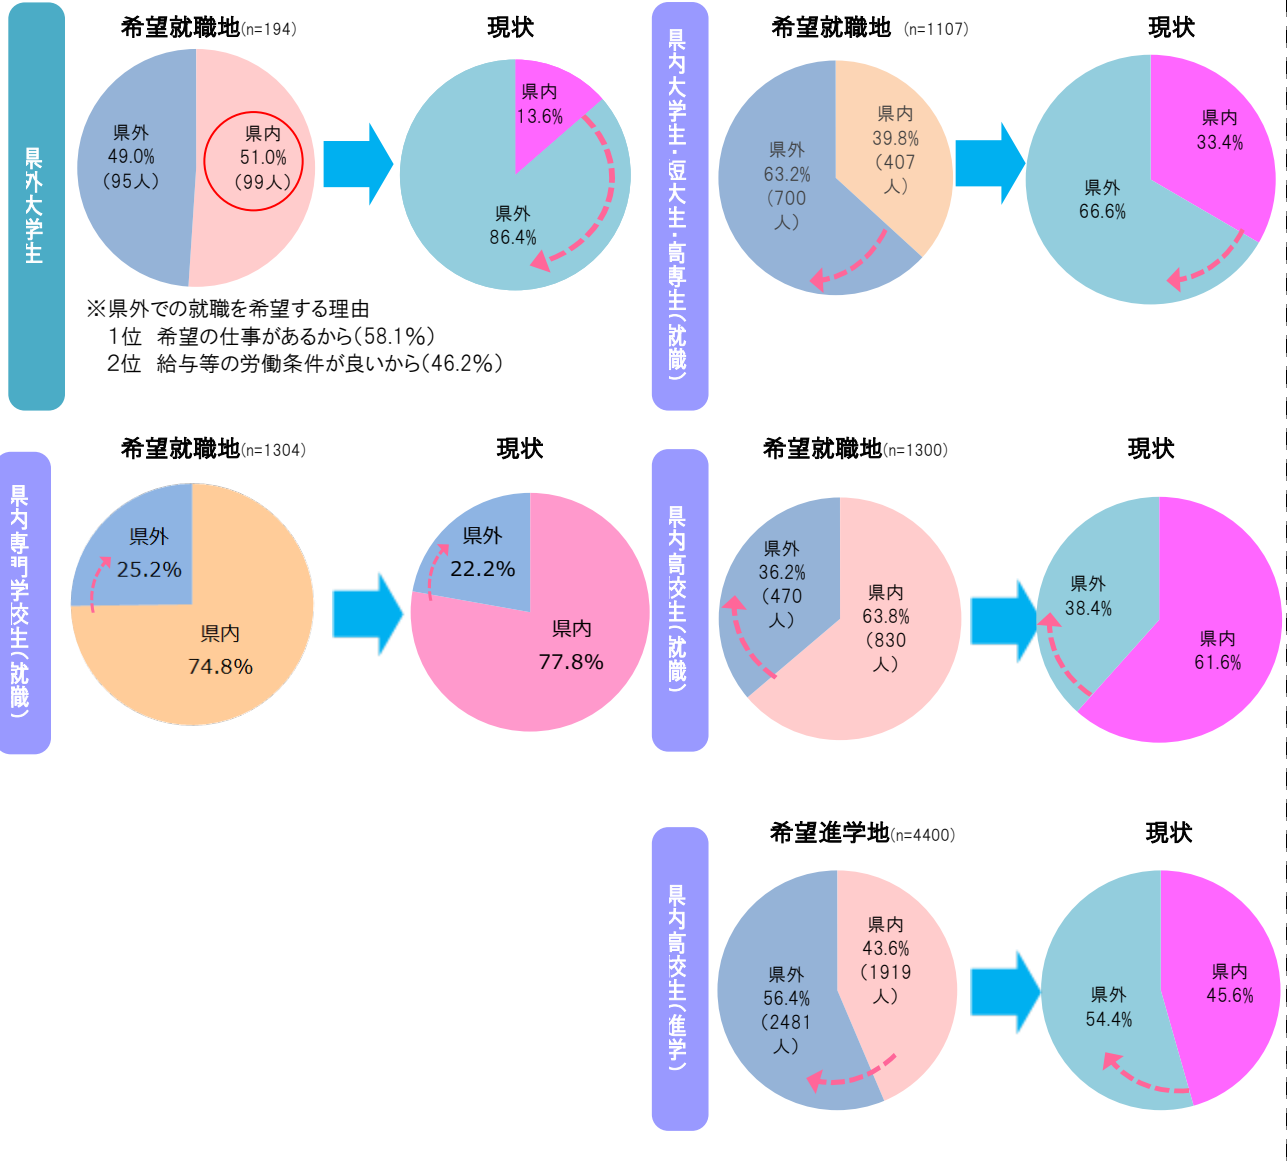 県外大学生
希望就職地(n=194)
県外
49.0%
(95人)
県内
51.0%
(99人)
現状
県内
13.6%
県外
86.4%
※県外での就職を希望する理由
1位　希望の仕事があるから(58.1%)
2位　給与等の労働条件が良いから(46.2%)
県内大学生・短大生・高専生(就職)
希望就職地 (n=1107)
県外
63.2%
(700
人)
県内
39.8%
(407
人)
現状
県内
33.4%
県外
66.6%
県内専門学校生(就職)
希望就職地(n=1304)
県外
25.2%
県内
74.8%
現状
県外
22.2%
県内
77.8%
県内高校生(就職)
希望就職地(n=1300)
県外
36.2%
(470
人)
県内
63.8%
(830
人)
現状
県外
38.4%
県内
61.6%
県内高校生(進学)
希望進学地(n=4400)
県外
56.4%
(2481
人)
県内
43.6%
(1919
人)
現状
県外
54.4%
県内
45.6%